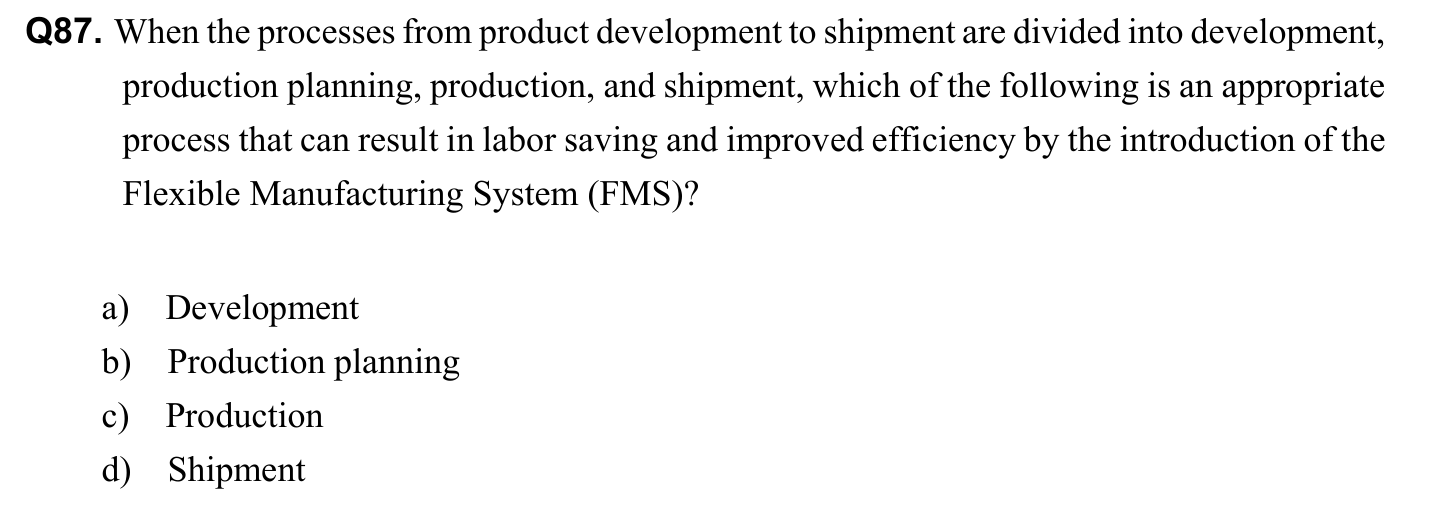 Q87. When the processes from product development to shipment are divided into development,
production planning, production, and shipment, which of the following is an appropriate
process that can result in labor saving and improved efficiency by the introduction of the
Flexible Manufacturing System (FMS)?
a) Development
b) Production planning
c) Production
d) Shipment